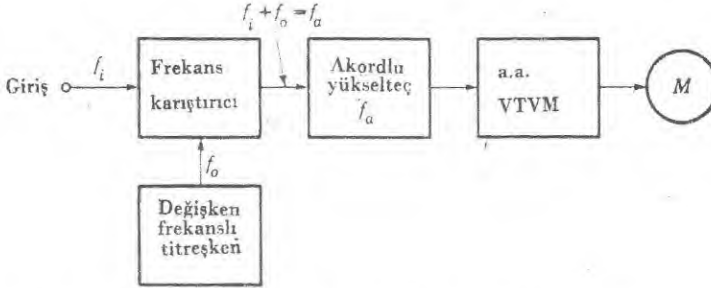 f_i + f_o = f_a
Giriş
f_i
Frekans
karıştırıcı
Akordlu
yükselteç
f_a
a.a.
VTVM
M
f_o
Değişken
frekanslı
titreşken